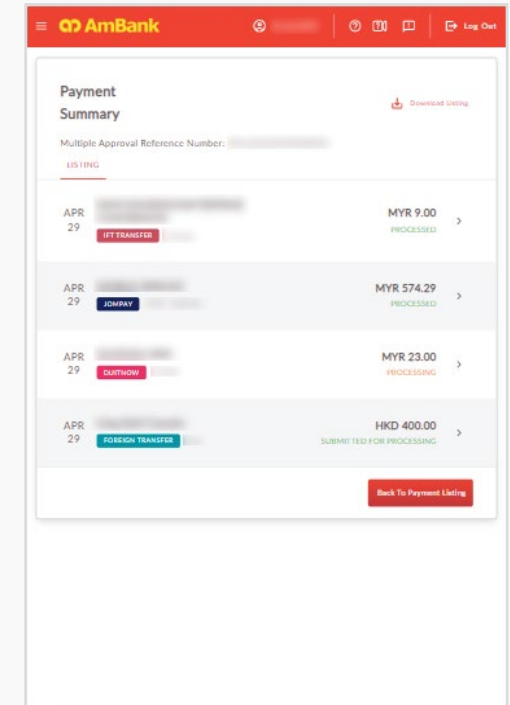 AmBank
Log Out
Payment
Summary
Download Listing
Multiple Approval Reference Number:
LISTING
APR
29
IFT TRANSFER
MYR 9.00
PROCESSED
APR
29
JOMPAY
MYR 574.29
PROCESSED
APR
29
DUITNOW
MYR 23.00
PROCESSING
APR
29
FOREIGN TRANSFER
HKD 400.00
SUBMITTED FOR PROCESSING
Back To Payment Listing